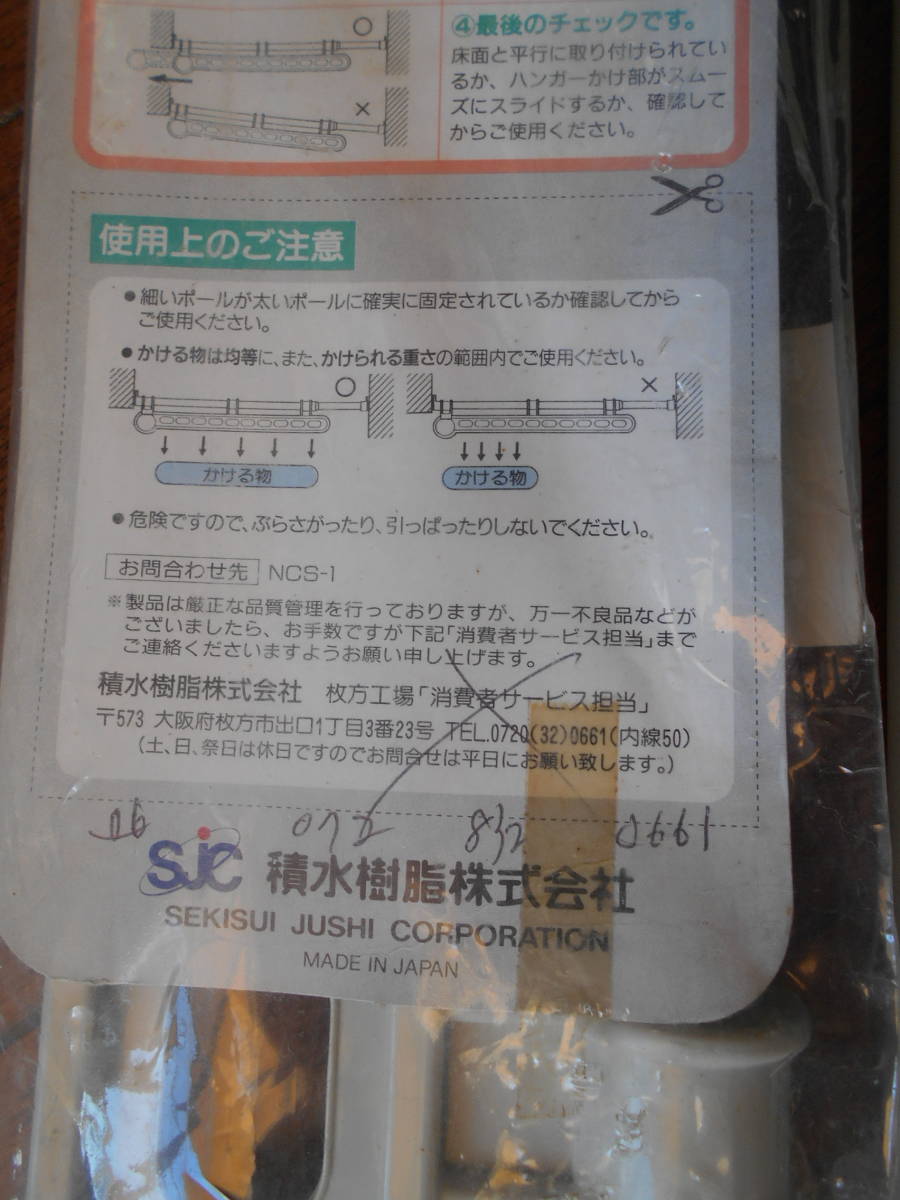 ④最後のチェックです。
床面と平行に取り付けられてい
るか、ハンガーかけ部がスムー
ズにスライドするか、確認して
からご使用ください。
○
×
使用上のご注意
●細いポールが太いポールに確実に固定されているか確認してから
ご使用ください。
●かける物は均等に、また、かけられる重さの範囲内でご使用ください。
○ ×
かける物 かける物
●危険ですので、ぶらさがったり、引っぱったりしないでください。
お問合わせ先 NCS-1
※製品は厳正な品質管理を行っておりますが、万一不良品などが
ございましたら、お手数ですが下記「消費者サービス担当」まで
ご連絡くださいますようお願い申し上げます。
積水樹脂株式会社 枚方工場「消費者サービス担当」
〒573 大阪府枚方市出口1丁目3番23号 TEL.0720(32)0661(内線50)
(土、日、祭日は休日ですのでお問合せは平日にお願い致します。)
06 072 832 0661
SJC 積水樹脂株式会社
SEKISUI JUSHI CORPORATION
MADE IN JAPAN